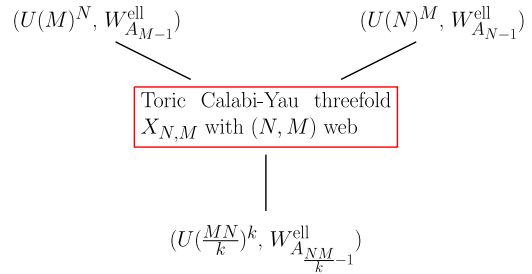 (U(M)^N, W^{ell}_{A_{M-1}}) (U(N)^M, W^{ell}_{A_{N-1}})
Toric Calabi-Yau threefold
X_{N,M} with (N, M) web
(U(\frac{MN}{k})^k, W^{ell}_{A_{\frac{NM}{k}-1}})